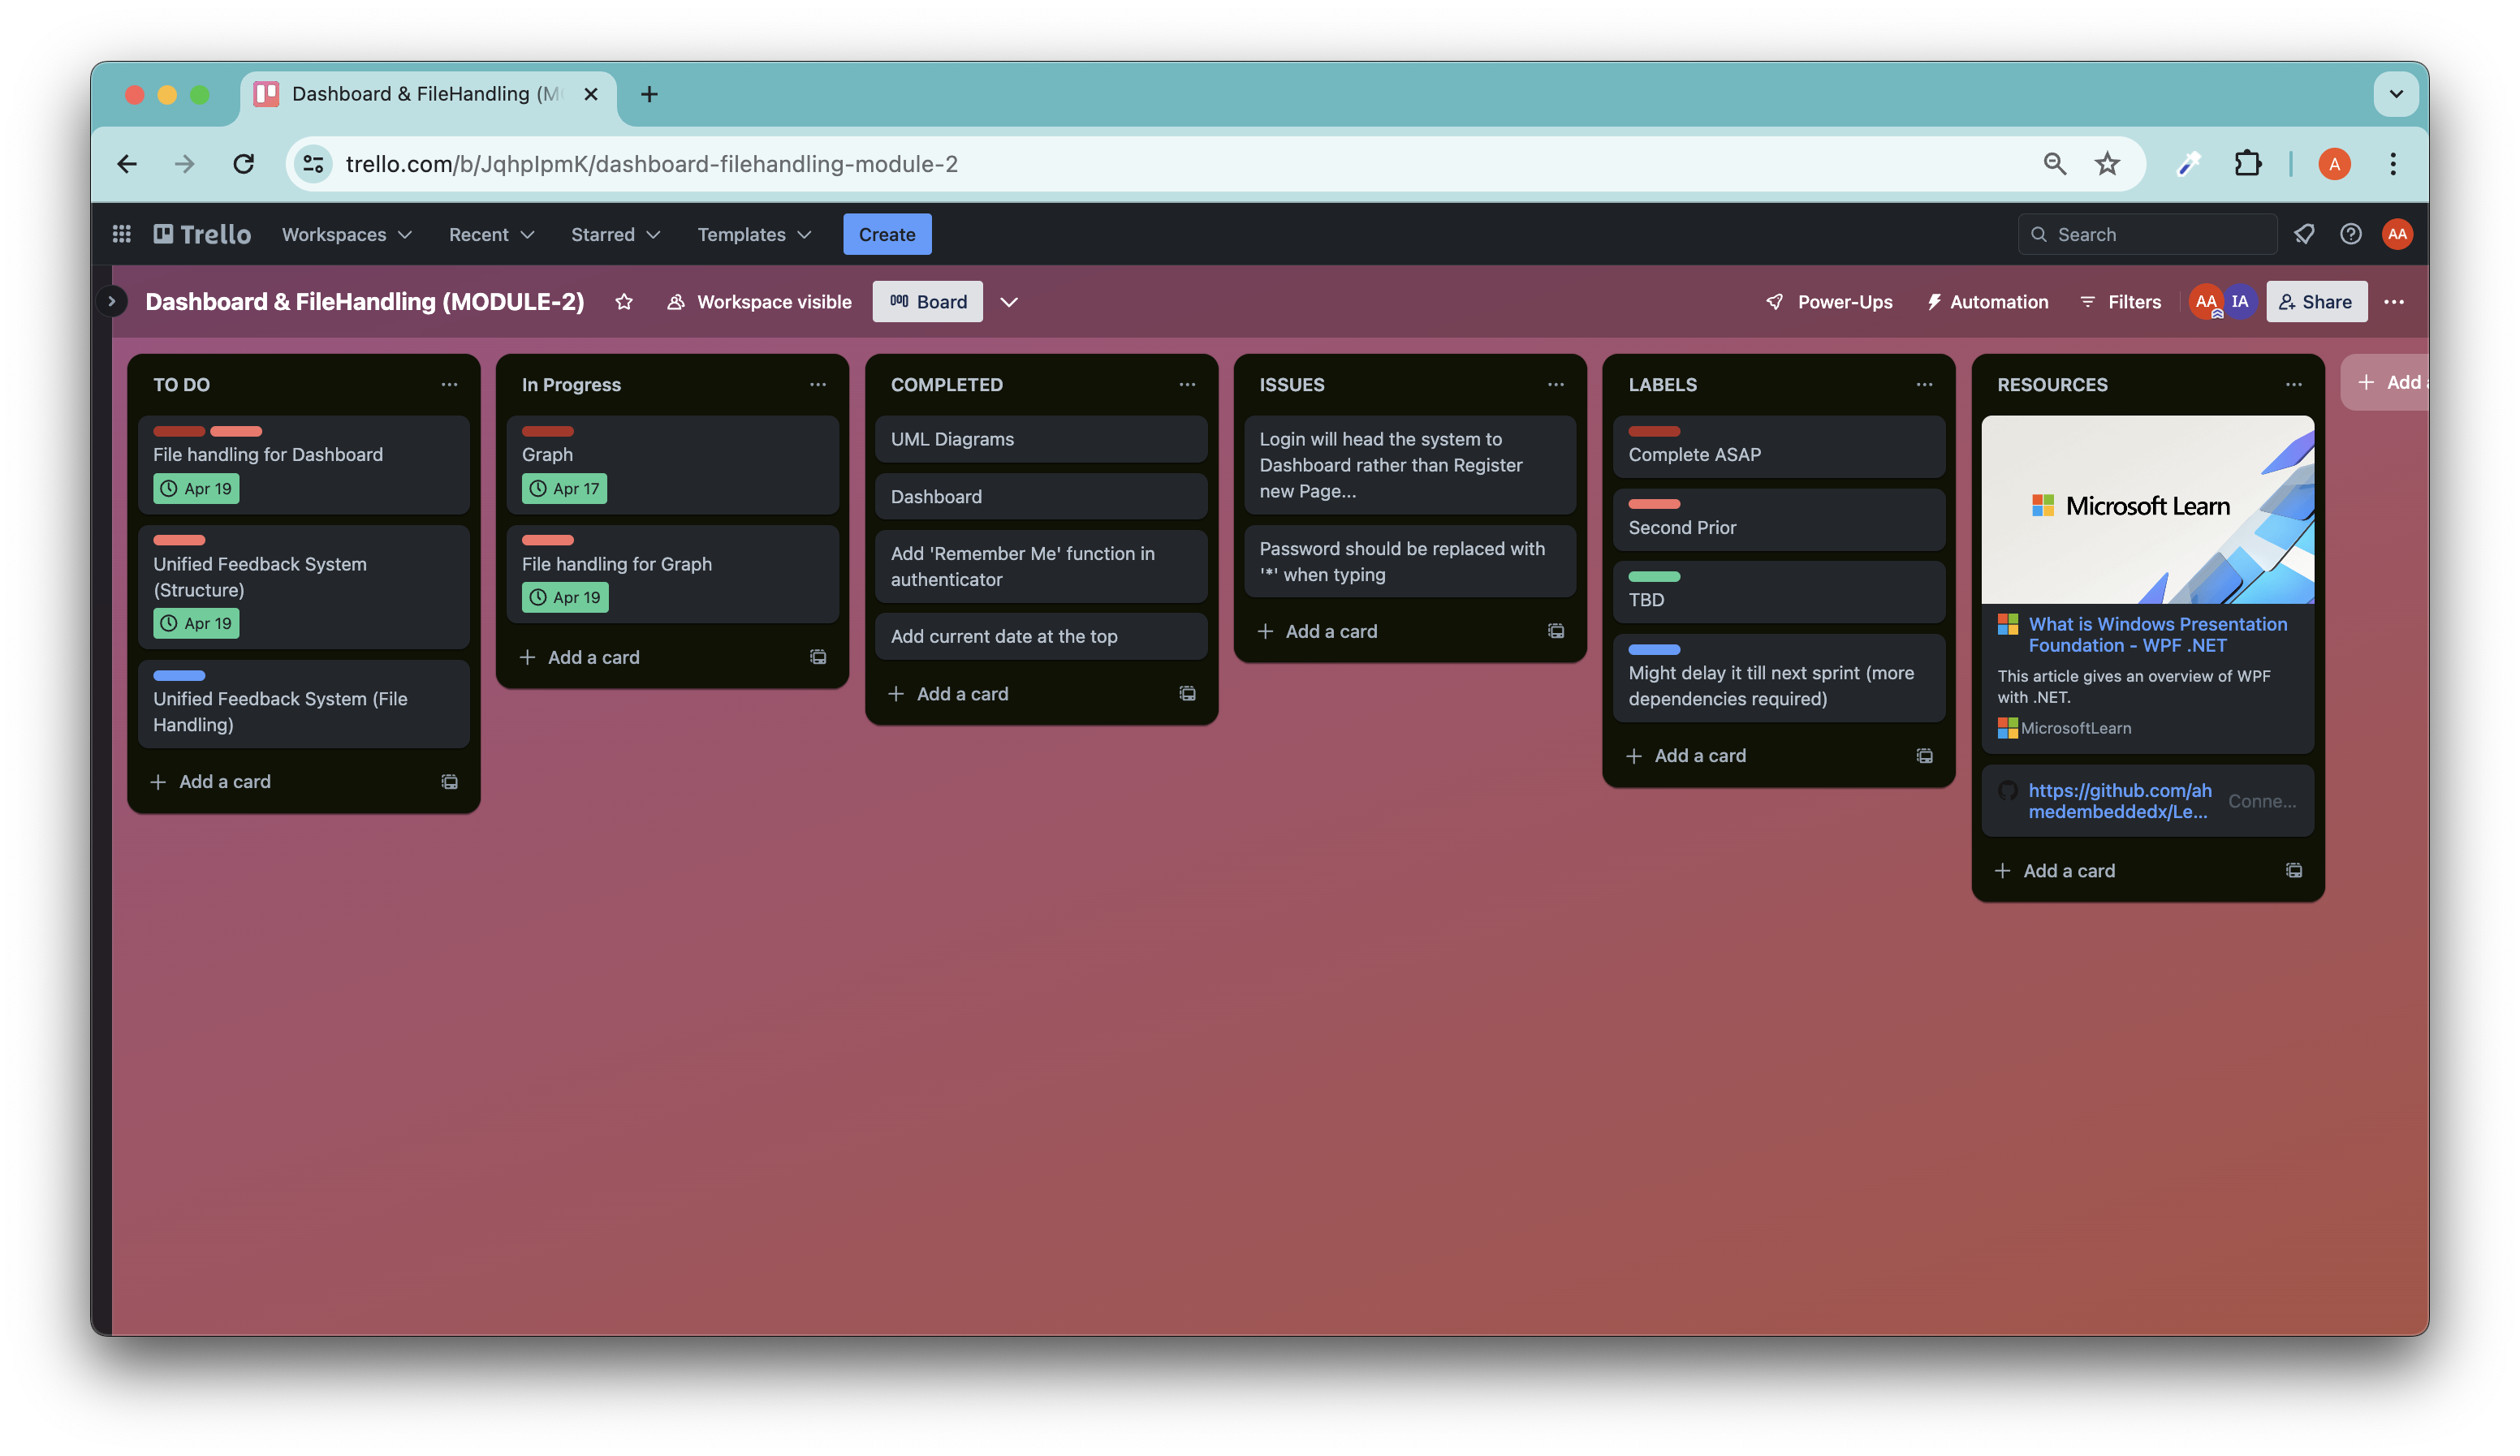 Dashboard & FileHandling (M
trello.com/b/JqhpIpmK/dashboard-filehandling-module-2
A
Trello
Workspaces
Recent
Starred
Templates
Create
Search
AA
Dashboard & FileHandling (MODULE-2)
Workspace visible
Board
Power-Ups
Automation
Filters
AA
IA
Share
TO DO
File handling for Dashboard
Apr 19
Unified Feedback System
(Structure)
Apr 19
Unified Feedback System (File
Handling)
Add a card
In Progress
Graph
Apr 17
File handling for Graph
Apr 19
Add a card
COMPLETED
UML Diagrams
Dashboard
Add 'Remember Me' function in
authenticator
Add current date at the top
Add a card
ISSUES
Login will head the system to
Dashboard rather than Register
new Page...
Password should be replaced with
'*' when typing
Add a card
LABELS
Complete ASAP
Second Prior
TBD
Might delay it till next sprint (more
dependencies required)
Add a card
RESOURCES
Microsoft Learn
What is Windows Presentation
Foundation - WPF .NET
This article gives an overview of WPF
with .NET.
MicrosoftLearn
https://github.com/ah
medembeddedx/Le...
Conne...
Add a card
Add